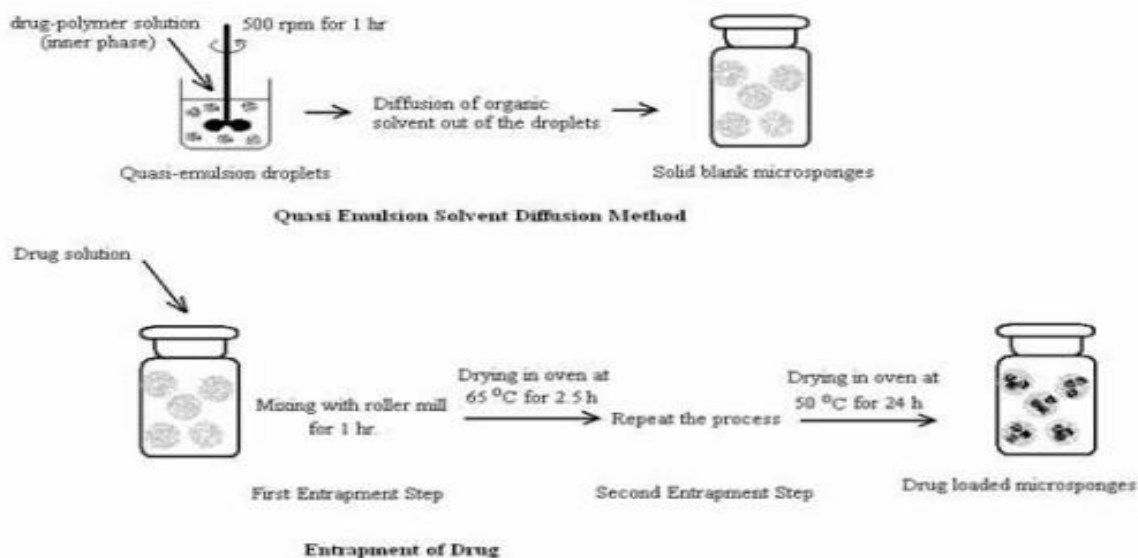 drug-polymer solution
(inner phase)
500 rpm for 1 hr
Diffusion of organic
solvent out of the droplets
Quasi-emulsion droplets
Solid blank microsponges
Quasi Emulsion Solvent Diffusion Method
Drug solution
Mixing with roller mill
for 1 hr.
Drying in oven at
65 ⁰C for 2.5 h
Repeat the process
Drying in oven at
50 ⁰C for 24 h
First Entrapment Step
Second Entrapment Step
Drug loaded microsponges
Entrapment of Drug